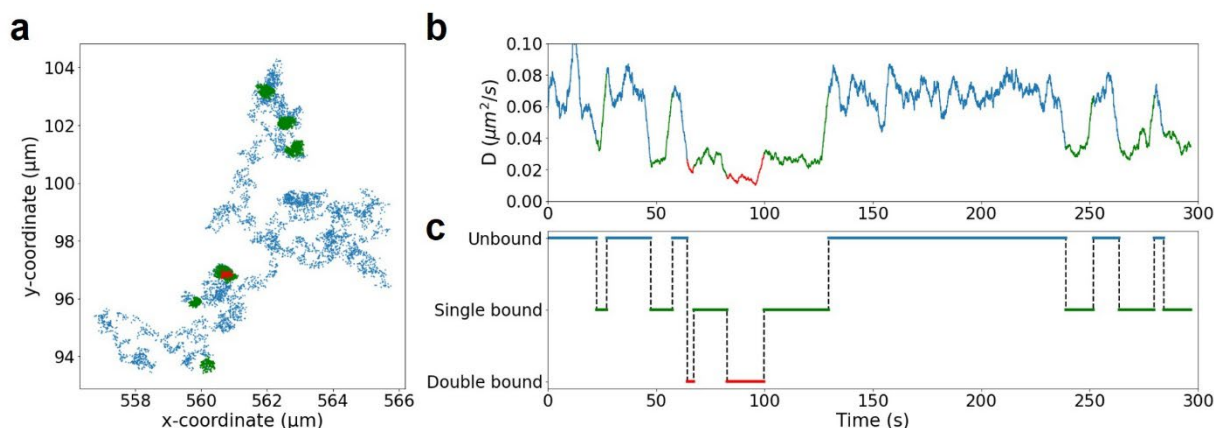 a
y-coordinate (µm)
104
102
100
98
96
94
558 560 562 564 566
x-coordinate (µm)
b
D (µm²/s)
0.10
0.08
0.06
0.04
0.02
0.00
0 50 100 150 200 250 300
c
Unbound
Single bound
Double bound
0 50 100 150 200 250 300
Time (s)